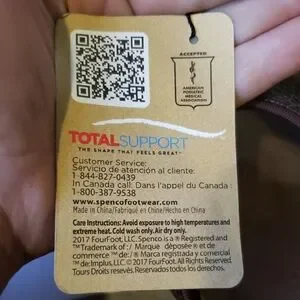 ACCEPTED
AMERICAN
PODIATRIC
MEDICAL
ASSOCIATION
TOTAL SUPPORT
THE SHAPE THAT FEELS GREAT
Customer Service:
Servicio de atención al cliente:
1-844-827-0439
In Canada call: Dans l'appel du Canada :
1-800-387-9538
www.spencofootwear.com
Made in China/Fabriqué en Chine/Hecho en China
Care Instructions: Avoid exposure to high temperatures and
extreme heat. Cold wash only. Air dry only.
2017 FourFoot, LLC. Spenco is a ® Registered and
™ Trademark of :/ Marque déposée ® et de
commerce ™ de:/ ® Marca registrada y comercial
™ de:Implus, LLC. © 2017 FourFoot. All Rights Reserved.
Tours Droits resevés. Reservados todos los derechos.